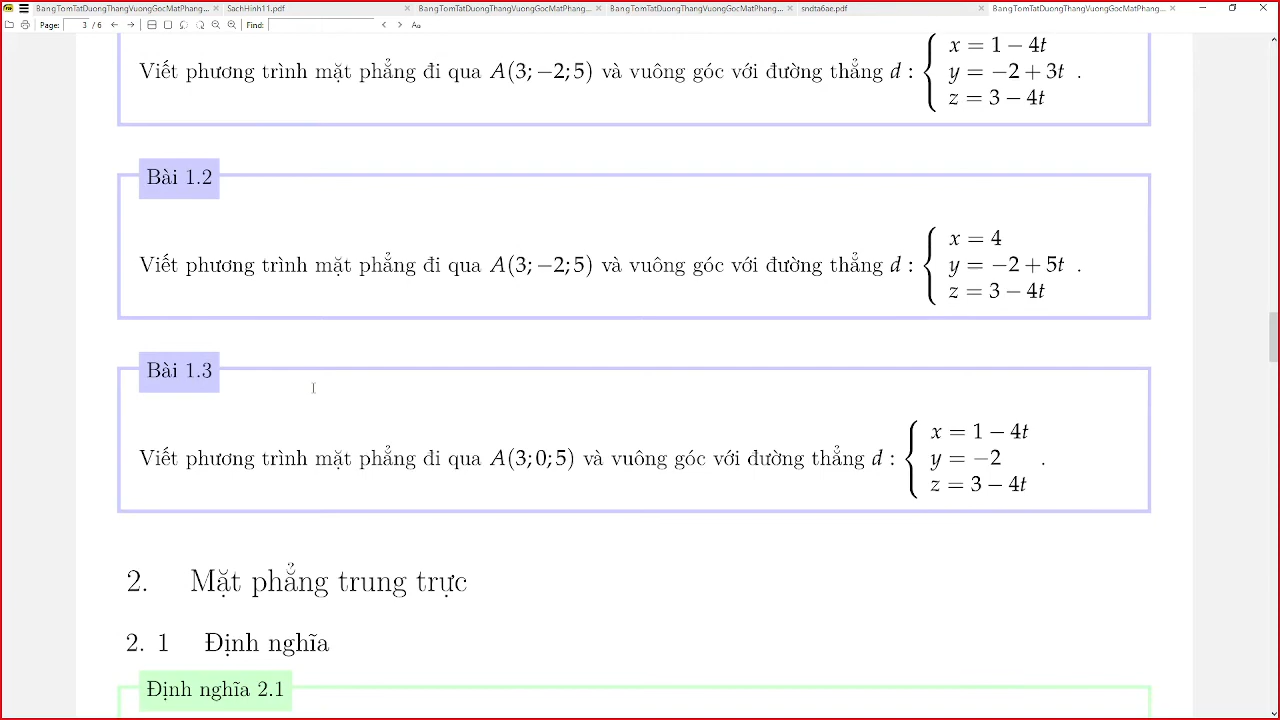 BangTomTatDuongThangVuongGocMatPhang...
SachHinh11.pdf
BangTomTatDuongThangVuongGocMatPhang...
BangTomTatDuongThangVuongGocMatPhang...
sndta6ae.pdf
BangTomTatDuongThangVuongGocMatPhang...
Page: 3 / 6 Find: Aa
Viết phương trình mặt phẳng đi qua A(3; −2; 5) và vuông góc với đường thẳng d : { x = 1 − 4t
y = −2 + 3t .
z = 3 − 4t
Bài 1.2
Viết phương trình mặt phẳng đi qua A(3; −2; 5) và vuông góc với đường thẳng d : { x = 4
y = −2 + 5t .
z = 3 − 4t
Bài 1.3
Viết phương trình mặt phẳng đi qua A(3; 0; 5) và vuông góc với đường thẳng d : { x = 1 − 4t
y = −2 .
z = 3 − 4t
2. Mặt phẳng trung trực
2. 1 Định nghĩa
Định nghĩa 2.1